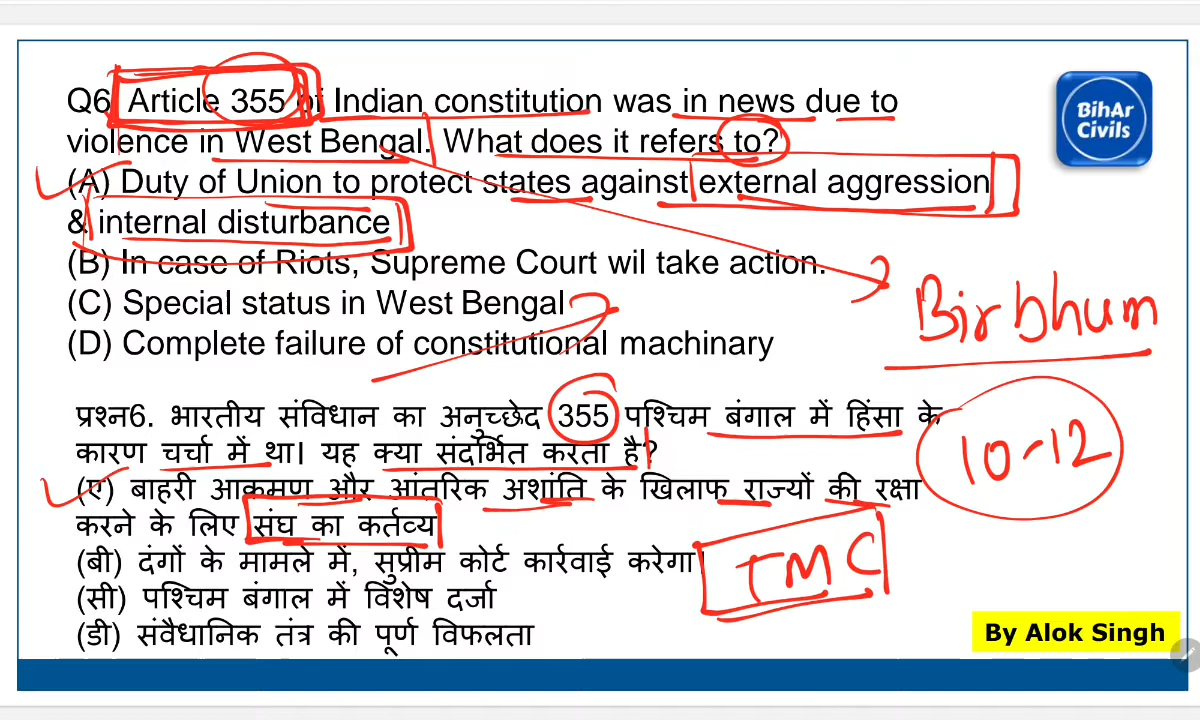 Q6. Article 355 of Indian constitution was in news due to
violence in West Bengal. What does it refers to?
(A) Duty of Union to protect states against external aggression
& internal disturbance
(B) In case of Riots, Supreme Court wil take action.
(C) Special status in West Bengal
(D) Complete failure of constitutional machinary
BihAr
Civils
Birbhum
प्रश्न6. भारतीय संविधान का अनुच्छेद 355 पश्चिम बंगाल में हिंसा के
कारण चर्चा में था। यह क्या संदर्भित करता है?
(ए) बाहरी आक्रमण और आंतरिक अशांति के खिलाफ राज्यों की रक्षा
करने के लिए संघ का कर्तव्य
(बी) दंगों के मामले में, सुप्रीम कोर्ट कार्रवाई करेगा।
(सी) पश्चिम बंगाल में विशेष दर्जा
(डी) संवैधानिक तंत्र की पूर्ण विफलता
10-12
TMC
By Alok Singh